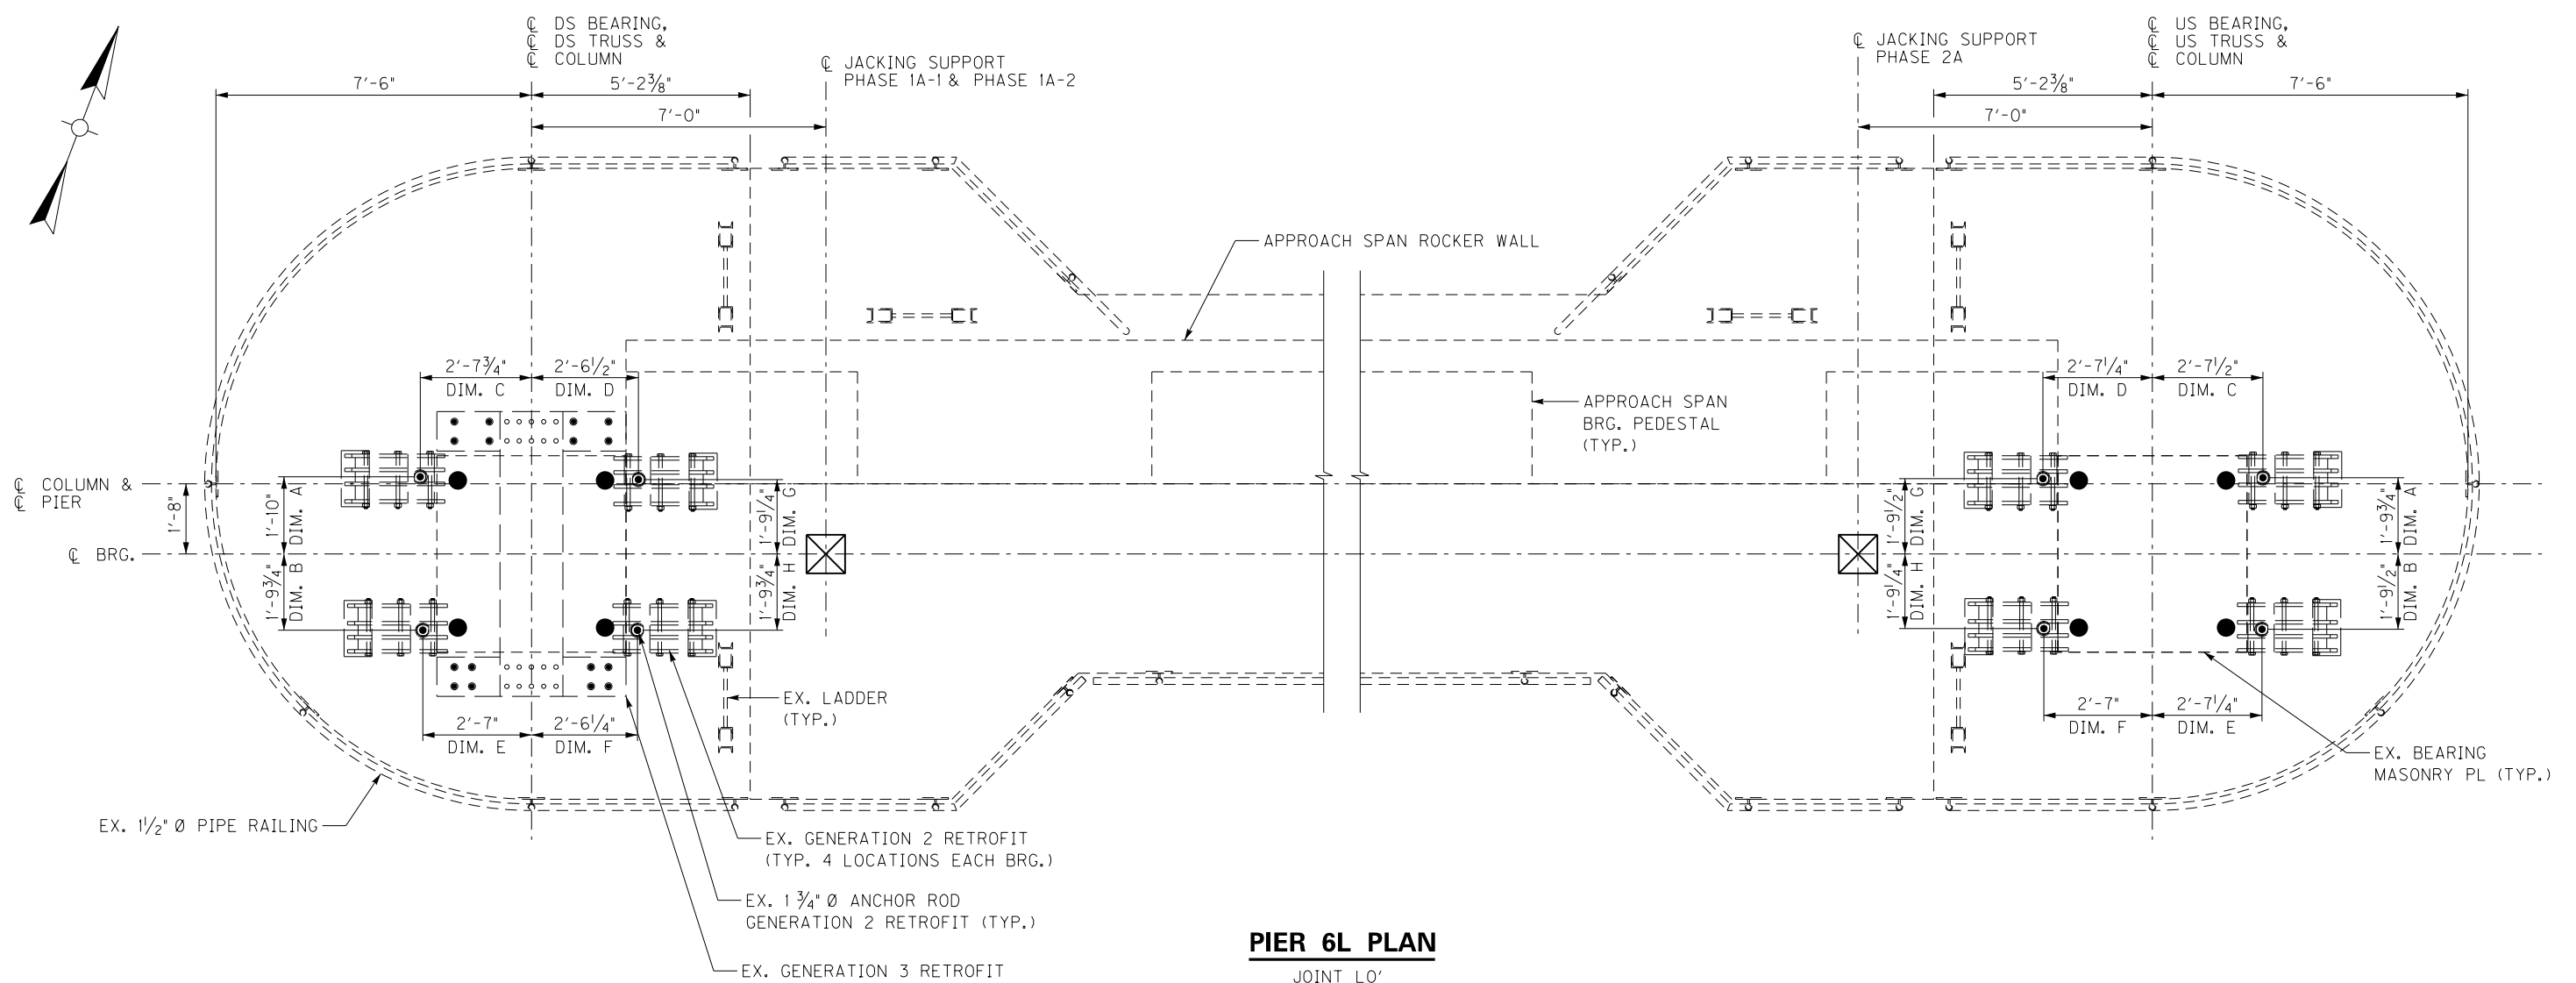 ℄ DS BEARING,
℄ DS TRUSS &
℄ COLUMN
℄ JACKING SUPPORT
PHASE 1A-1 & PHASE 1A-2
7'-6"
5'-2⅜"
7'-0"
℄ JACKING SUPPORT
PHASE 2A
℄ US BEARING,
℄ US TRUSS &
℄ COLUMN
5'-2⅜"
7'-6"
7'-0"
APPROACH SPAN ROCKER WALL
2'-7¾"
DIM. C
2'-6½"
DIM. D
2'-7¼"
DIM. D
2'-7½"
DIM. C
APPROACH SPAN
BRG. PEDESTAL
(TYP.)
℄ COLUMN &
℄ PIER
1'-8"
℄ BRG.
1'-10"
DIM. A
1'-9¾"
DIM. B
1'-9¼"
DIM. G
1'-9¾"
DIM. H
1'-9½"
DIM. G
1'-9¼"
DIM. H
1'-9¾"
DIM. A
1'-9½"
DIM. B
2'-7"
DIM. E
2'-6¼"
DIM. F
EX. LADDER
(TYP.)
2'-7"
DIM. F
2'-7¼"
DIM. E
EX. BEARING
MASONRY PL (TYP.)
EX. 1½" Ø PIPE RAILING
EX. GENERATION 2 RETROFIT
(TYP. 4 LOCATIONS EACH BRG.)
EX. 1 ¾" Ø ANCHOR ROD
GENERATION 2 RETROFIT (TYP.)
EX. GENERATION 3 RETROFIT
PIER 6L PLAN
JOINT L0'